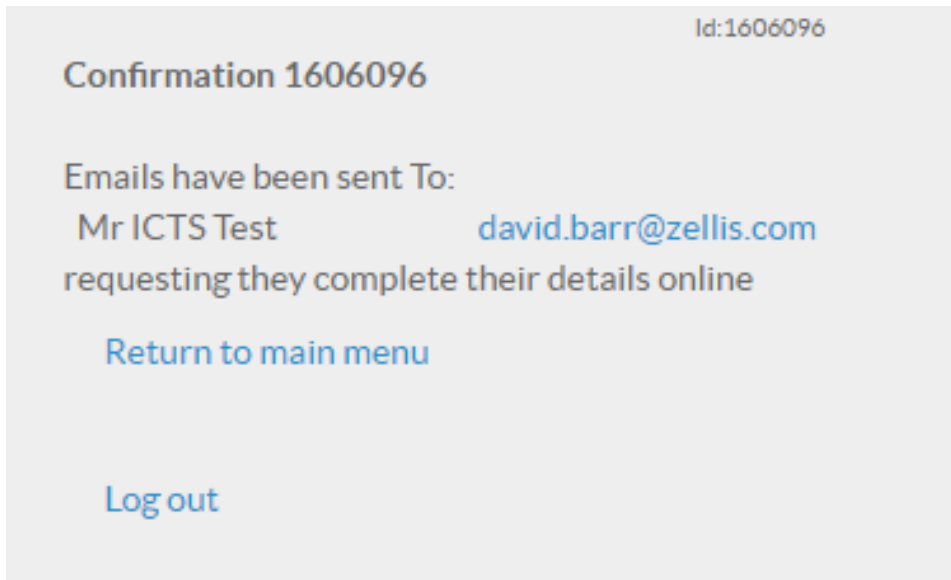 Id:1606096
Confirmation 1606096
Emails have been sent To:
Mr ICTS Test david.barr@zellis.com
requesting they complete their details online
Return to main menu
Log out